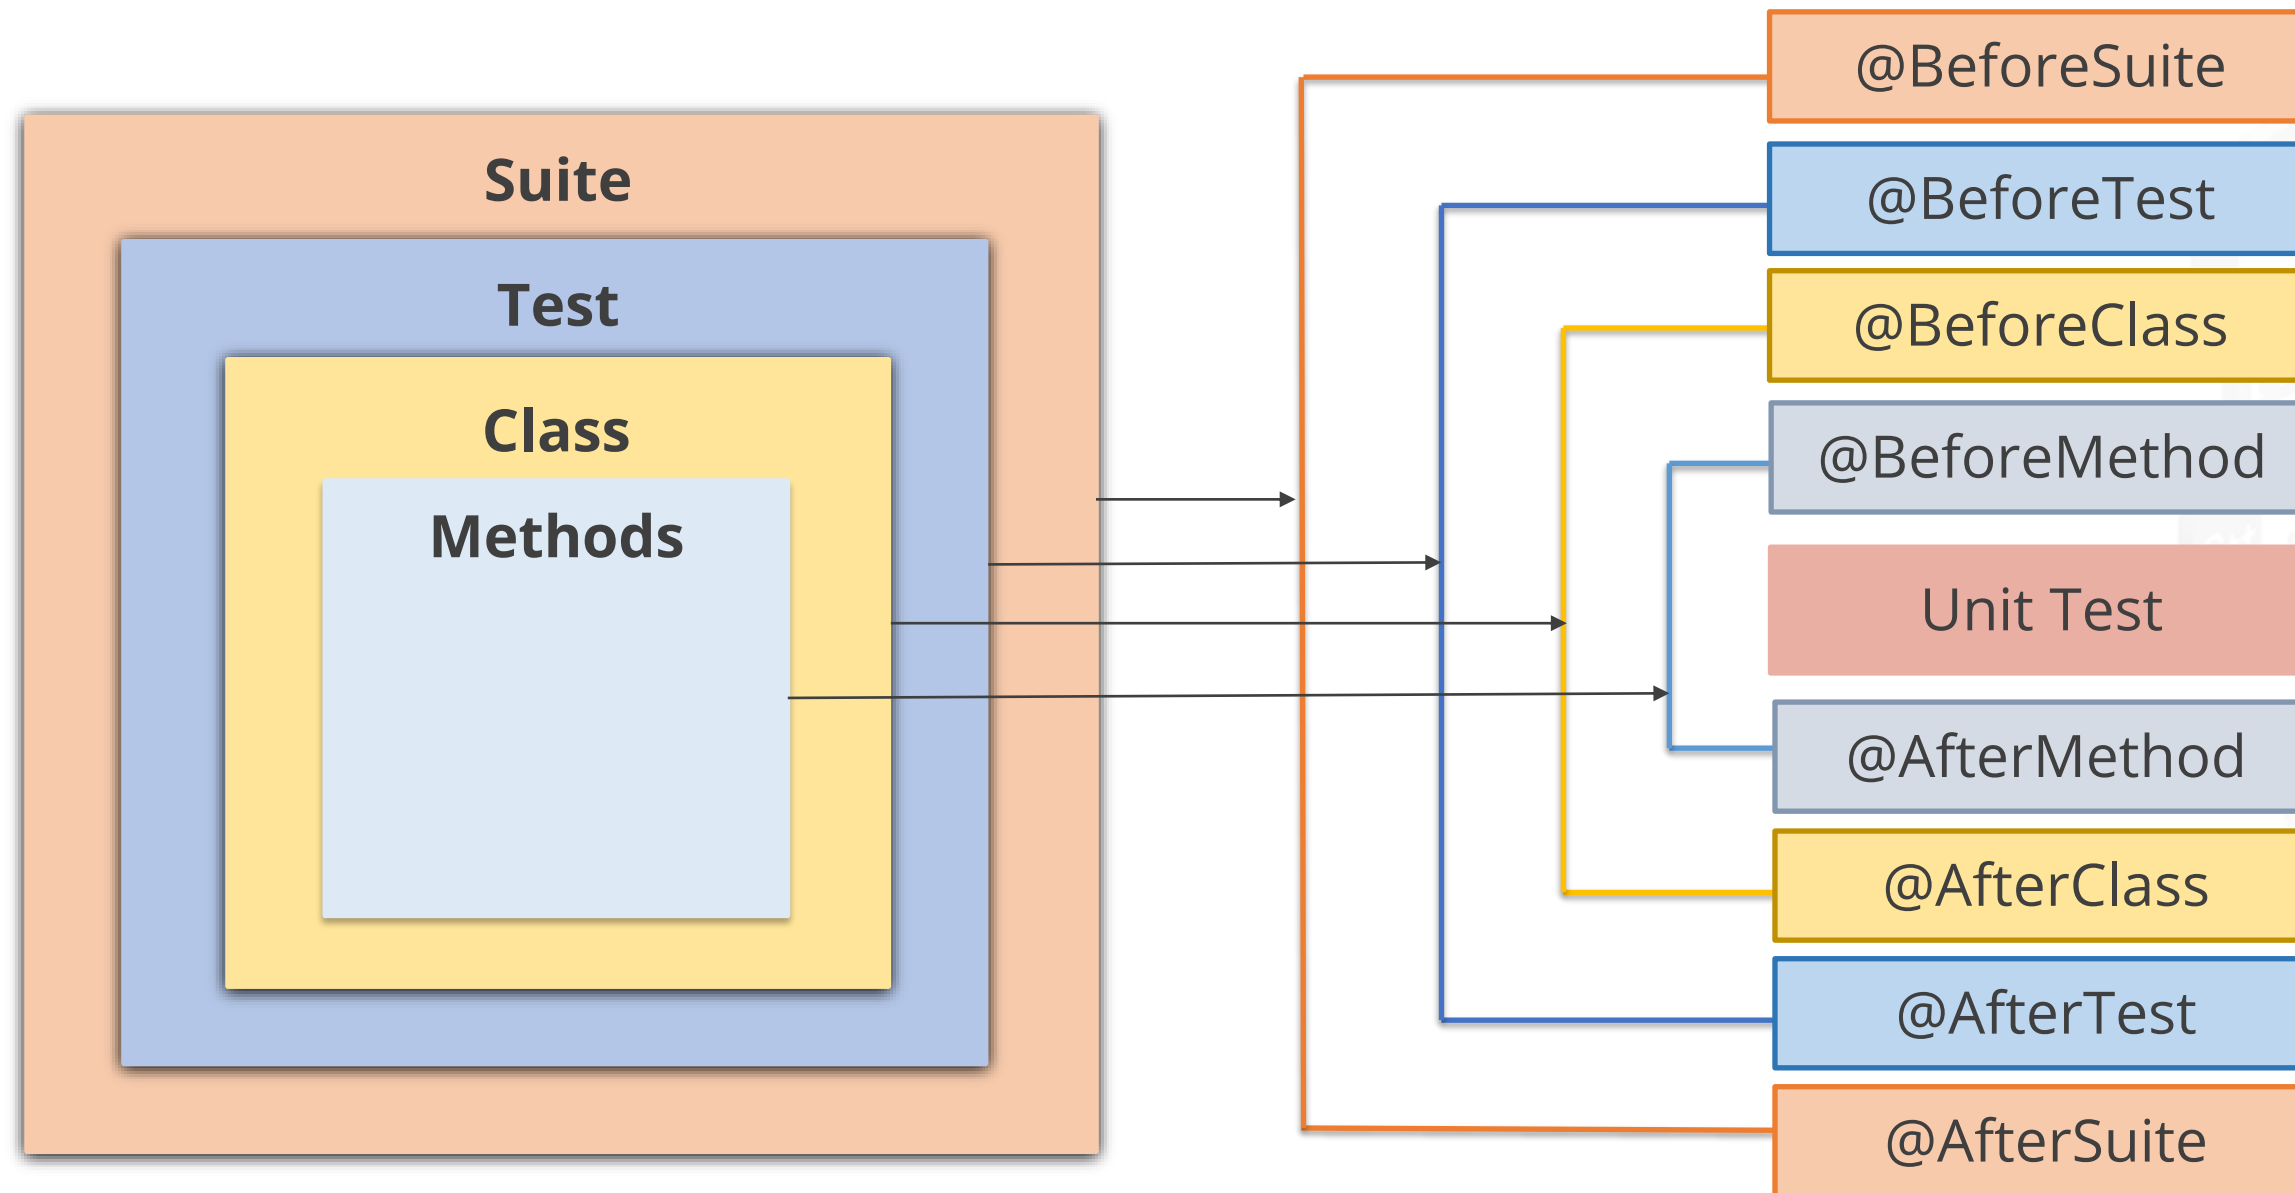 Suite
Test
Class
Methods
@BeforeSuite
@BeforeTest
@BeforeClass
@BeforeMethod
Unit Test
@AfterMethod
@AfterClass
@AfterTest
@AfterSuite